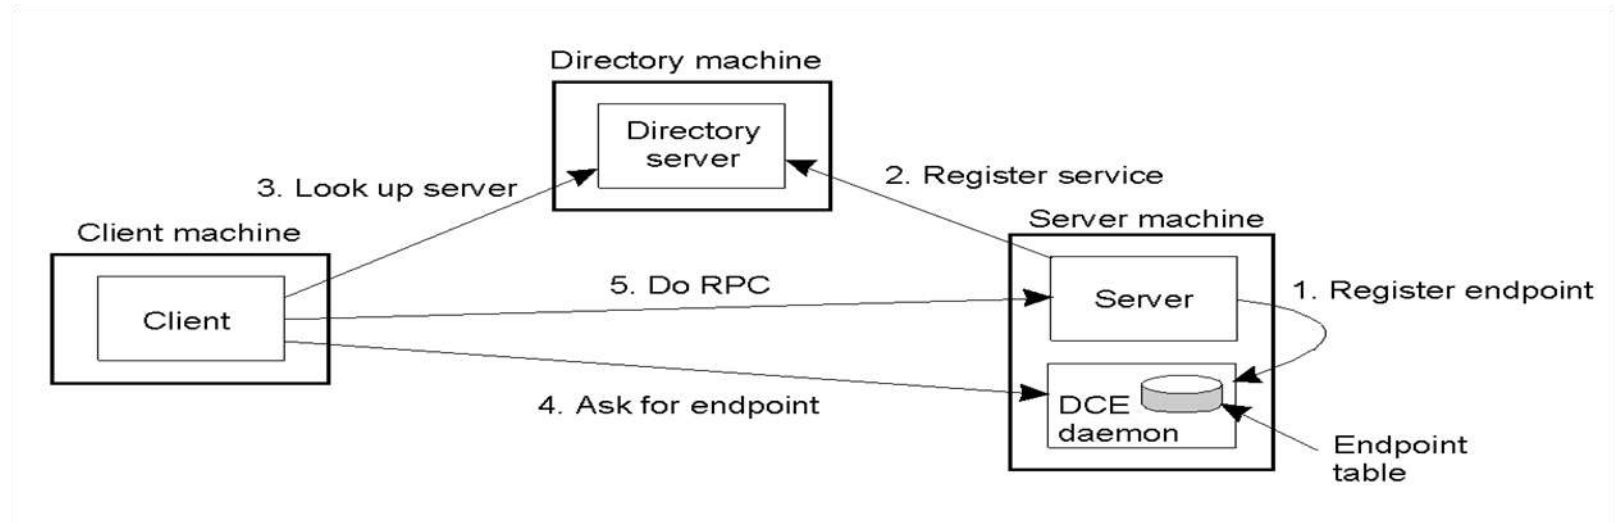 Directory machine
Directory
server
3. Look up server
2. Register service
Client machine
Server machine
Client
5. Do RPC
Server
1. Register endpoint
4. Ask for endpoint
DCE
daemon
Endpoint
table